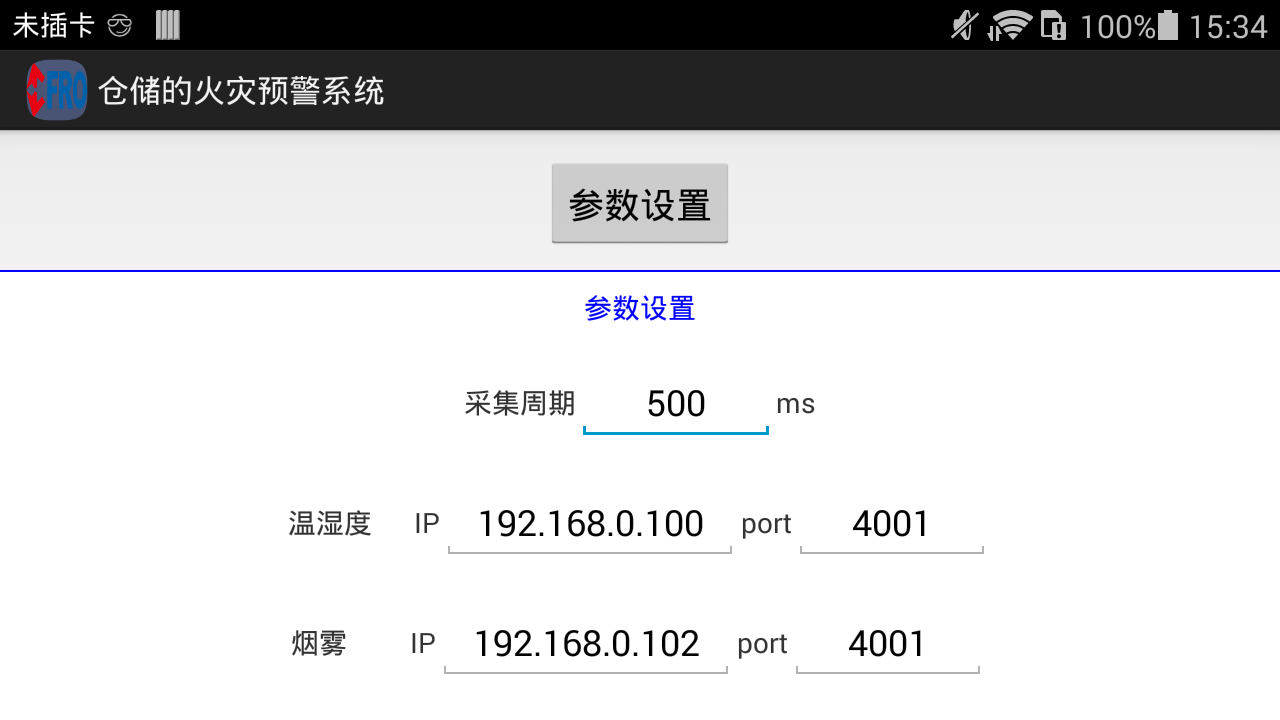 未插卡 100% 15:34
FRO 仓储的火灾预警系统
参数设置
参数设置
采集周期 500 ms
温湿度 IP 192.168.0.100 port 4001
烟雾 IP 192.168.0.102 port 4001